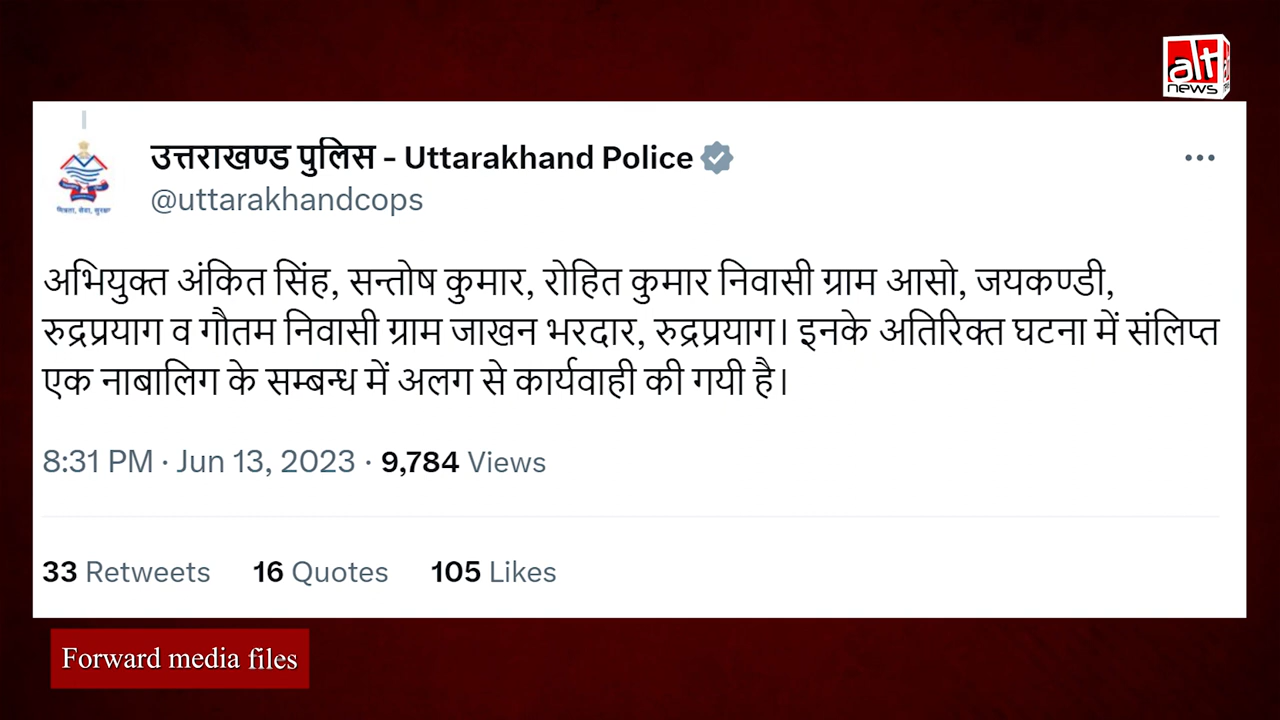 alt
news
उत्तराखण्ड पुलिस - Uttarakhand Police
@uttarakhandcops
अभियुक्त अंकित सिंह, सन्तोष कुमार, रोहित कुमार निवासी ग्राम आसो, जयकण्डी,
रुद्रप्रयाग व गौतम निवासी ग्राम जाखन भरदार, रुद्रप्रयाग। इनके अतिरिक्त घटना में संलिप्त
एक नाबालिग के सम्बन्ध में अलग से कार्यवाही की गयी है।
8:31 PM · Jun 13, 2023 · 9,784 Views
33 Retweets 16 Quotes 105 Likes
Forward media files